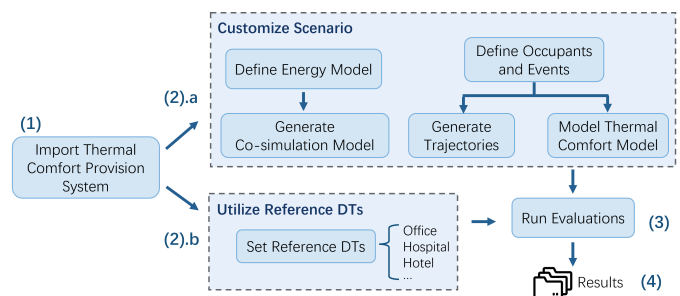 Customize Scenario
Define Energy Model
Define Occupants
and Events
(2).a
(1)
Generate
Co-simulation Model
Generate
Trajectories
Model Thermal
Comfort Model
Import Thermal
Comfort Provision
System
(2).b
Utilize Reference DTs
Set Reference DTs
Office
Hospital
Hotel
...
Run Evaluations
(3)
Results
(4)